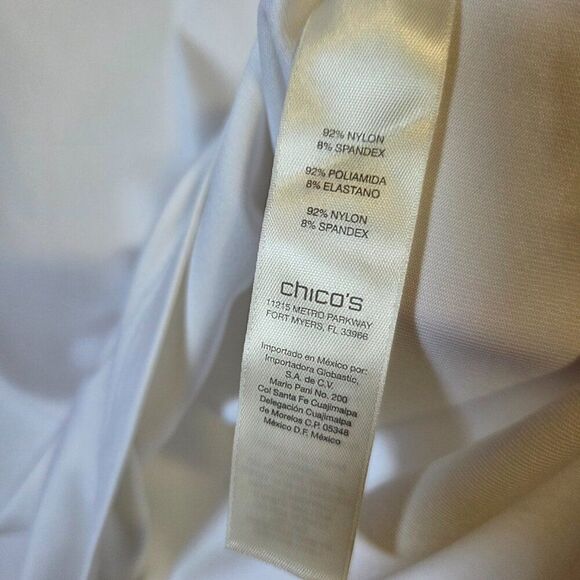 92% NYLON
8% SPANDEX
92% POLIAMIDA
8% ELASTANO
92% NYLON
8% SPANDEX
chico's
11215 METRO PARKWAY
FORT MYERS, FL 33966
Importado en México por:
Importadora Globastic,
S.A. de C.V.
Mario Pani No. 200
Col Santa Fe Cuajimalpa
Delegación Cuajimalpa
de Morelos C.P. 05348
México D.F. México